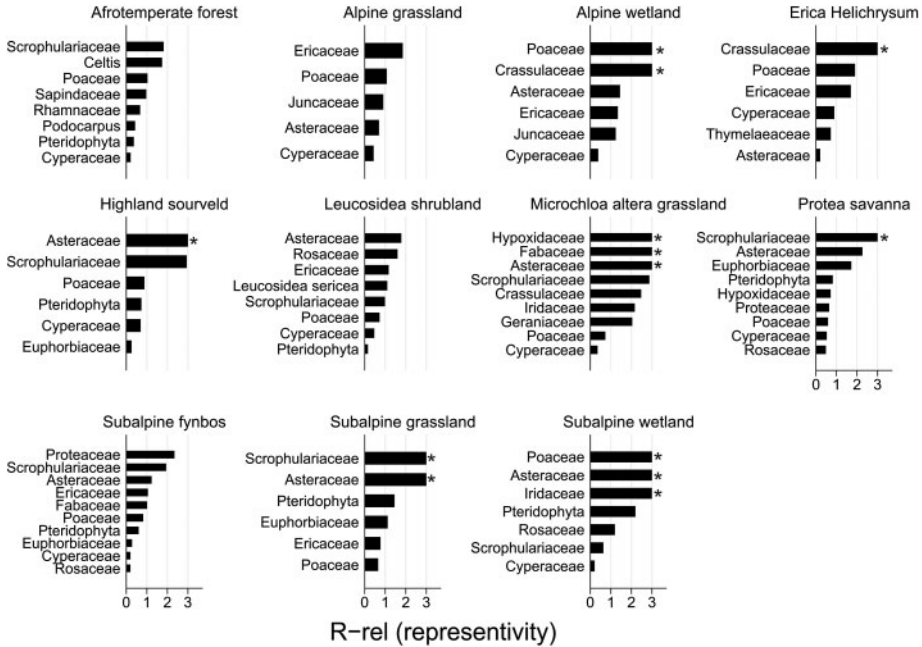 Afrotemperate forest
Scrophulariaceae
Celtis
Poaceae
Sapindaceae
Rhamnaceae
Podocarpus
Pteridophyta
Cyperaceae
Alpine grassland
Ericaceae
Poaceae
Juncaceae
Asteraceae
Cyperaceae
Alpine wetland
Poaceae *
Crassulaceae *
Asteraceae
Ericaceae
Juncaceae
Cyperaceae
Erica Helichrysum
Crassulaceae *
Poaceae
Ericaceae
Cyperaceae
Thymelaeaceae
Asteraceae
Highland sourveld
Asteraceae *
Scrophulariaceae
Poaceae
Pteridophyta
Cyperaceae
Euphorbiaceae
Leucosidea shrubland
Asteraceae
Rosaceae
Ericaceae
Leucosidea sericea
Scrophulariaceae
Poaceae
Cyperaceae
Pteridophyta
Microchloa altera grassland
Hypoxidaceae *
Fabaceae *
Asteraceae *
Scrophulariaceae
Crassulaceae
Iridaceae
Geraniaceae
Poaceae
Cyperaceae
Protea savanna
Scrophulariaceae *
Asteraceae
Euphorbiaceae
Pteridophyta
Hypoxidaceae
Proteaceae
Poaceae
Cyperaceae
Rosaceae
0 1 2 3
Subalpine fynbos
Proteaceae
Scrophulariaceae
Asteraceae
Ericaceae
Fabaceae
Poaceae
Pteridophyta
Euphorbiaceae
Cyperaceae
Rosaceae
0 1 2 3
Subalpine grassland
Scrophulariaceae *
Asteraceae *
Pteridophyta
Euphorbiaceae
Ericaceae
Poaceae
0 1 2 3
Subalpine wetland
Poaceae *
Asteraceae *
Iridaceae *
Pteridophyta
Rosaceae
Scrophulariaceae
Cyperaceae
0 1 2 3
R−rel (representivity)